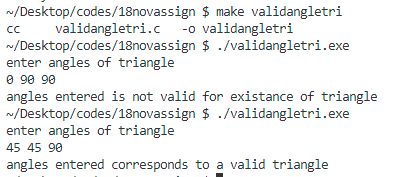 ~/Desktop/codes/18novassign $ make validangletri
cc     validangletri.c   -o validangletri
~/Desktop/codes/18novassign $ ./validangletri.exe
enter angles of triangle
0 90 90
angles entered is not valid for existance of triangle
~/Desktop/codes/18novassign $ ./validangletri.exe
enter angles of triangle
45 45 90
angles entered corresponds to a valid triangle